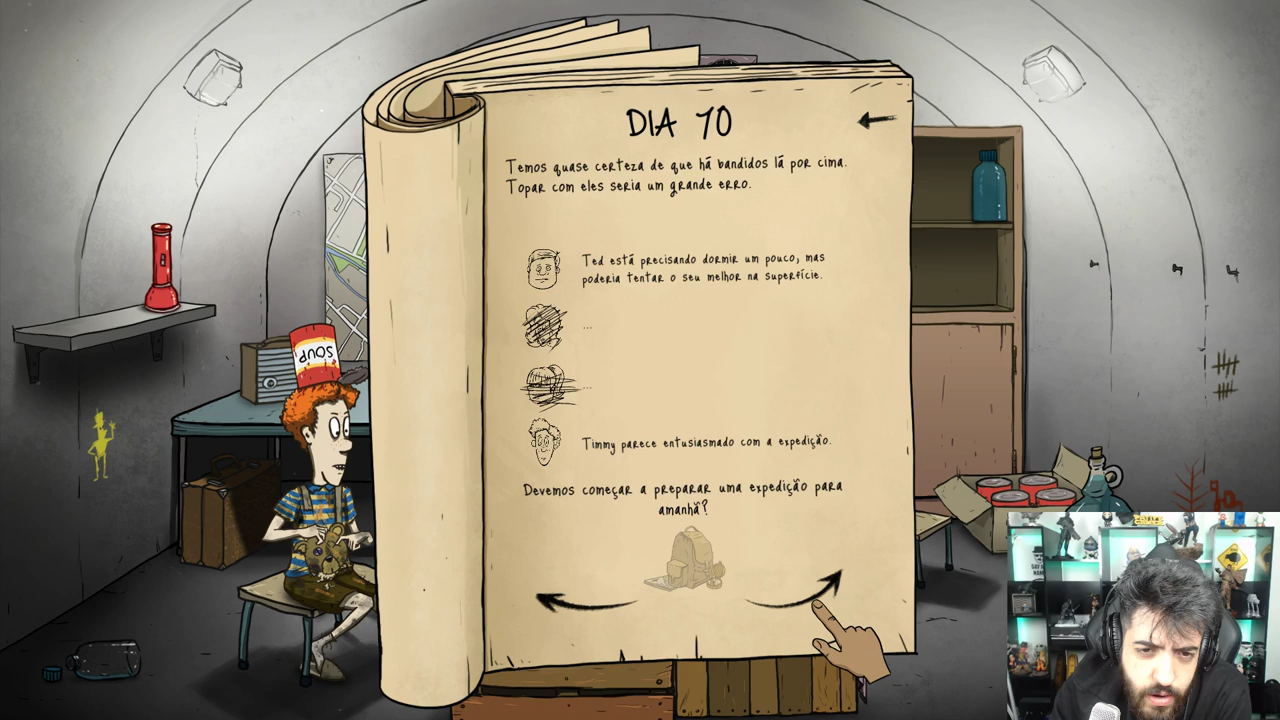 DIA 70
Temos quase certeza de que há bandidos lá por cima.
Topar com eles seria um grande erro.
Ted está precisando dormir um pouco, mas
poderia tentar o seu melhor na superfície.
...
...
Timmy parece entusiasmado com a expedição.
Devemos começar a preparar uma expedição para
amanhã?
SOUP